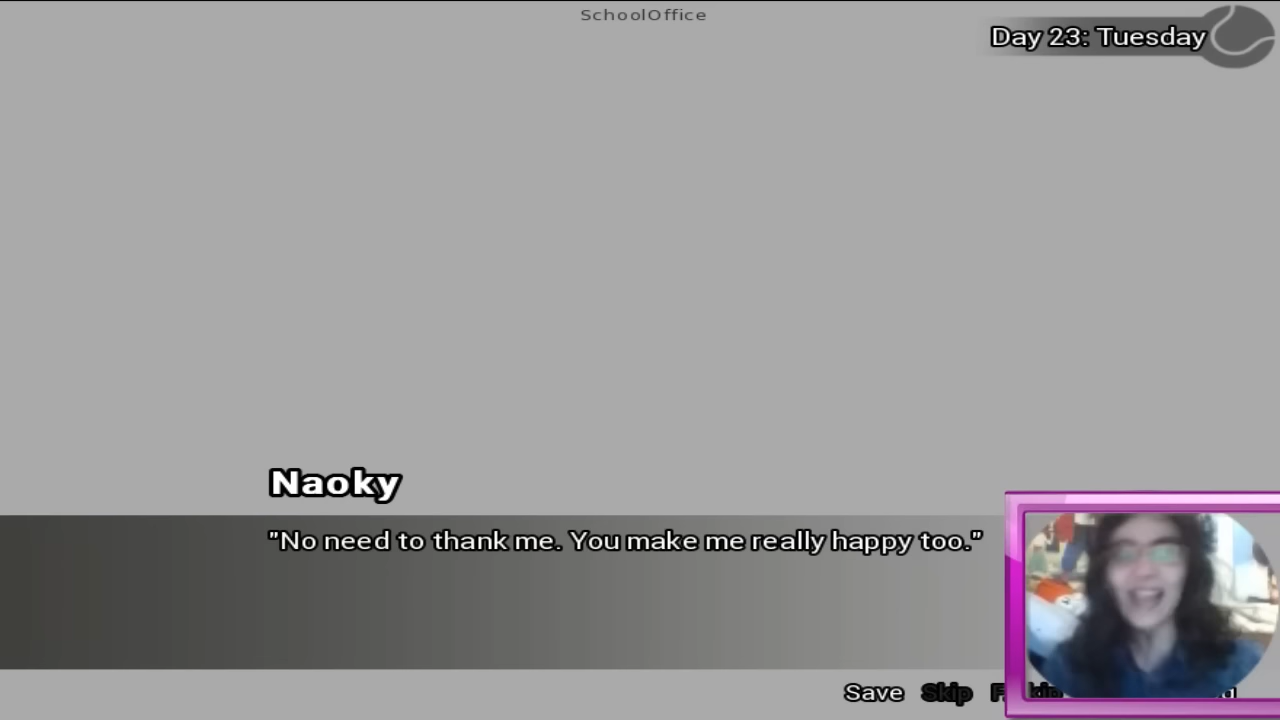 SchoolOffice
Day 23: Tuesday
Naoky
"No need to thank me. You make me really happy too."
Save Skip